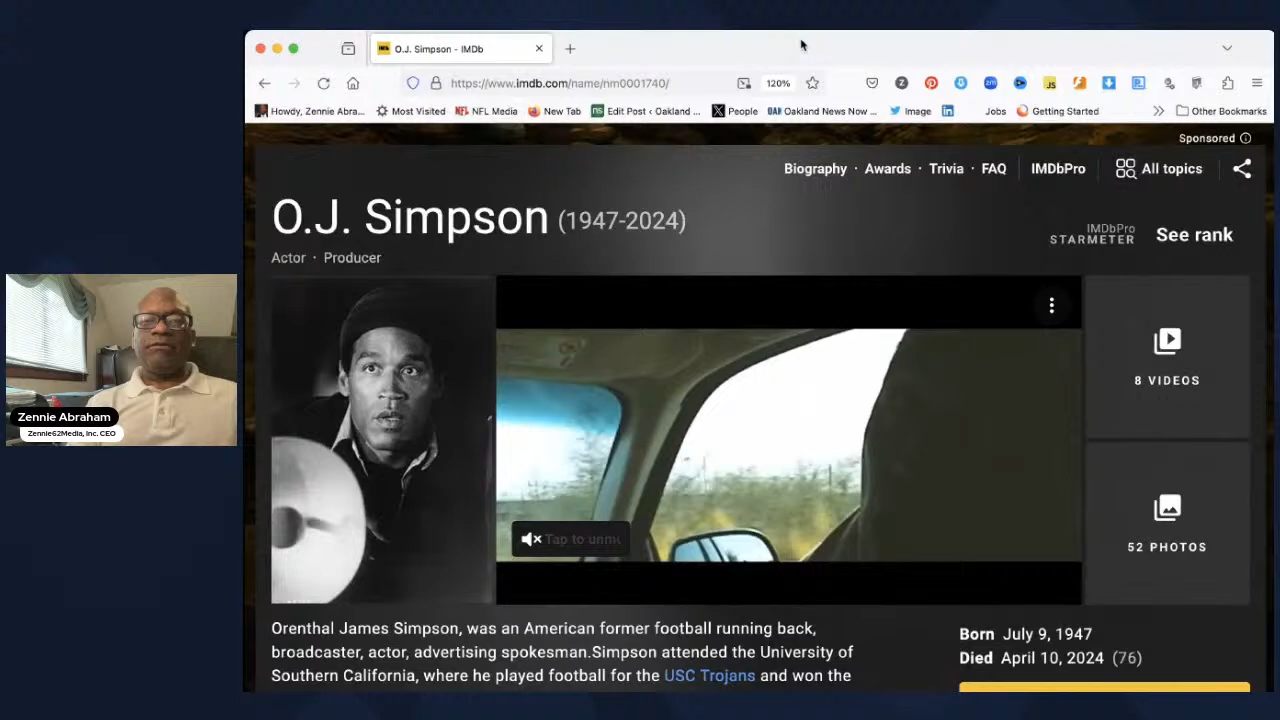 O.J. Simpson - IMDb
https://www.imdb.com/name/nm0001740/
120%
Howdy, Zennie Abra...
Most Visited
NFL Media
New Tab
Edit Post ‹ Oakland ...
People
Oakland News Now ...
Image
Jobs
Getting Started
Other Bookmarks
Sponsored
Biography · Awards · Trivia · FAQ
IMDbPro
All topics
O.J. Simpson (1947-2024)
Actor · Producer
IMDbPro
STARMETER
See rank
8 VIDEOS
Tap to
52 PHOTOS
Zennie Abraham
Zennie62Media, Inc. CEO
Orenthal James Simpson, was an American former football running back,
broadcaster, actor, advertising spokesman.Simpson attended the University of
Southern California, where he played football for the USC Trojans and won the
Born July 9, 1947
Died April 10, 2024 (76)